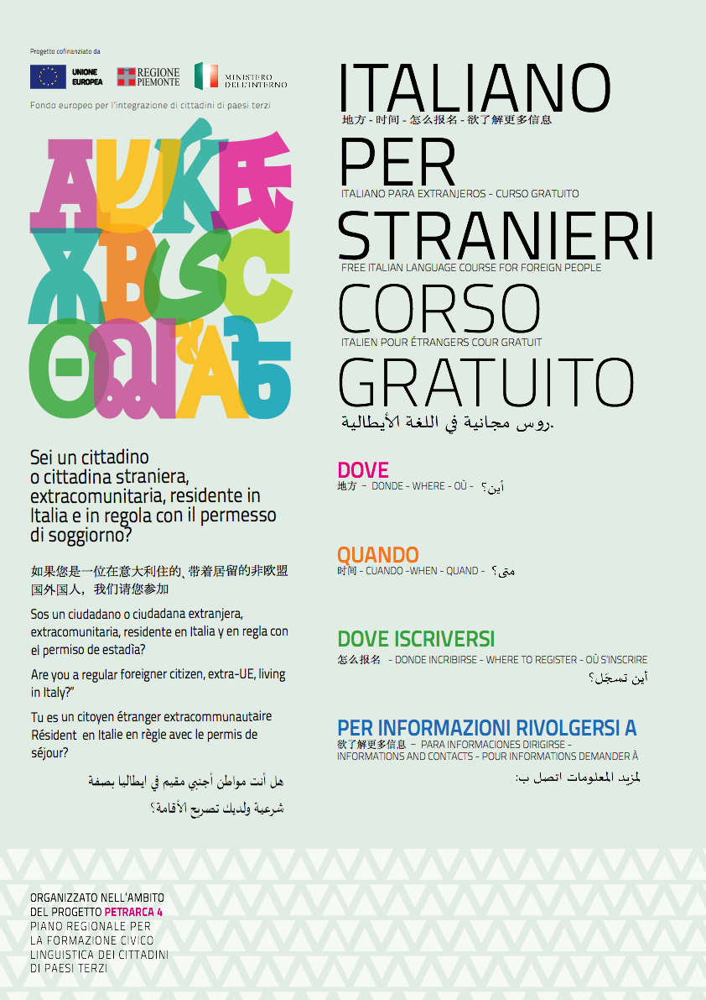 Progetto cofinanziato da
UNIONE
EUROPEA
REGIONE
PIEMONTE
MINISTERO
DELL'INTERNO
Fondo europeo per l'integrazione di cittadini di paesi terzi
ITALIANO
地方 - 时间 - 怎么报名 - 欲了解更多信息
PER
ITALIANO PARA EXTRANJEROS - CURSO GRATUITO
STRANIERI
FREE ITALIAN LANGUAGE COURSE FOR FOREIGN PEOPLE
CORSO
ITALIEN POUR ÉTRANGERS COUR GRATUIT
GRATUITO
روس مجانية في اللغة الأيطالية.
Sei un cittadino
o cittadina straniera,
extracomunitaria, residente in
Italia e in regola con il permesso
di soggiorno?
如果您是一位在意大利住的、带着居留的非欧盟
国外国人，我们请您参加
Sos un ciudadano o ciudadana extranjera,
extracomunitaria, residente en Italia y en regla con
el permiso de estadìa?
Are you a regular foreigner citizen, extra-UE, living
in Italy?"
Tu es un citoyen étranger extracommunautaire
Résident en Italie en règle avec le permis de
séjour?
هل أنت مواطن أجنبي مقيم في ايطاليا بصفة
شرعية ولديك تصريح الأقامة؟
DOVE
地方 - DONDE - WHERE - OÙ - أين؟
QUANDO
时间 - CUANDO -WHEN - QUAND - متى؟
DOVE ISCRIVERSI
怎么报名 - DONDE INCRIBIRSE - WHERE TO REGISTER - OÙ S'INSCRIRE
أين تسجّل؟
PER INFORMAZIONI RIVOLGERSI A
欲了解更多信息 - PARA INFORMACIONES DIRIGIRSE -
INFORMATIONS AND CONTACTS - POUR INFORMATIONS DEMANDER À
لمزيد المعلومات اتصل ب:
ORGANIZZATO NELL'AMBITO
DEL PROGETTO PETRARCA 4
PIANO REGIONALE PER
LA FORMAZIONE CIVICO
LINGUISTICA DEI CITTADINI
DI PAESI TERZI